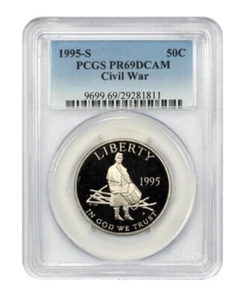 1995-S 50C
PCGS PR69DCAM
Civil War
9699.69/29281811
LIBERTY
1995
IN GOD WE TRUST